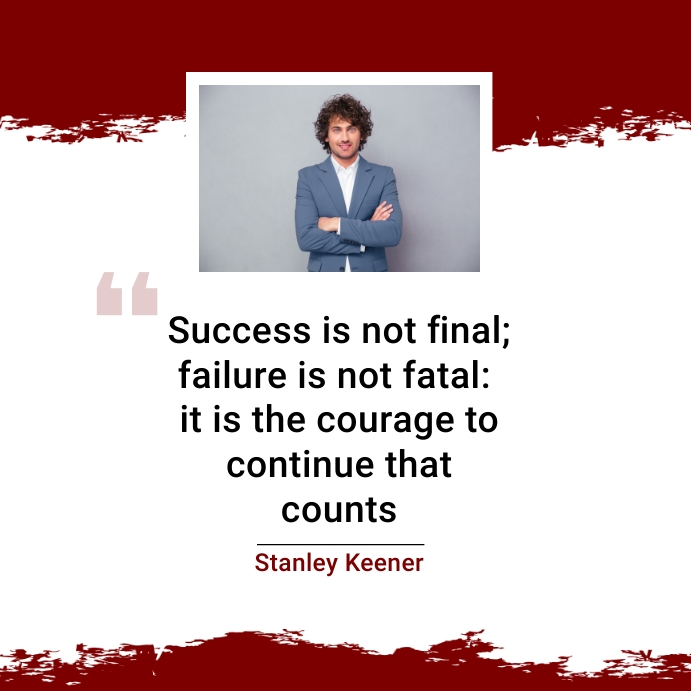 “
Success is not final;
failure is not fatal:
it is the courage to
continue that
counts
Stanley Keener